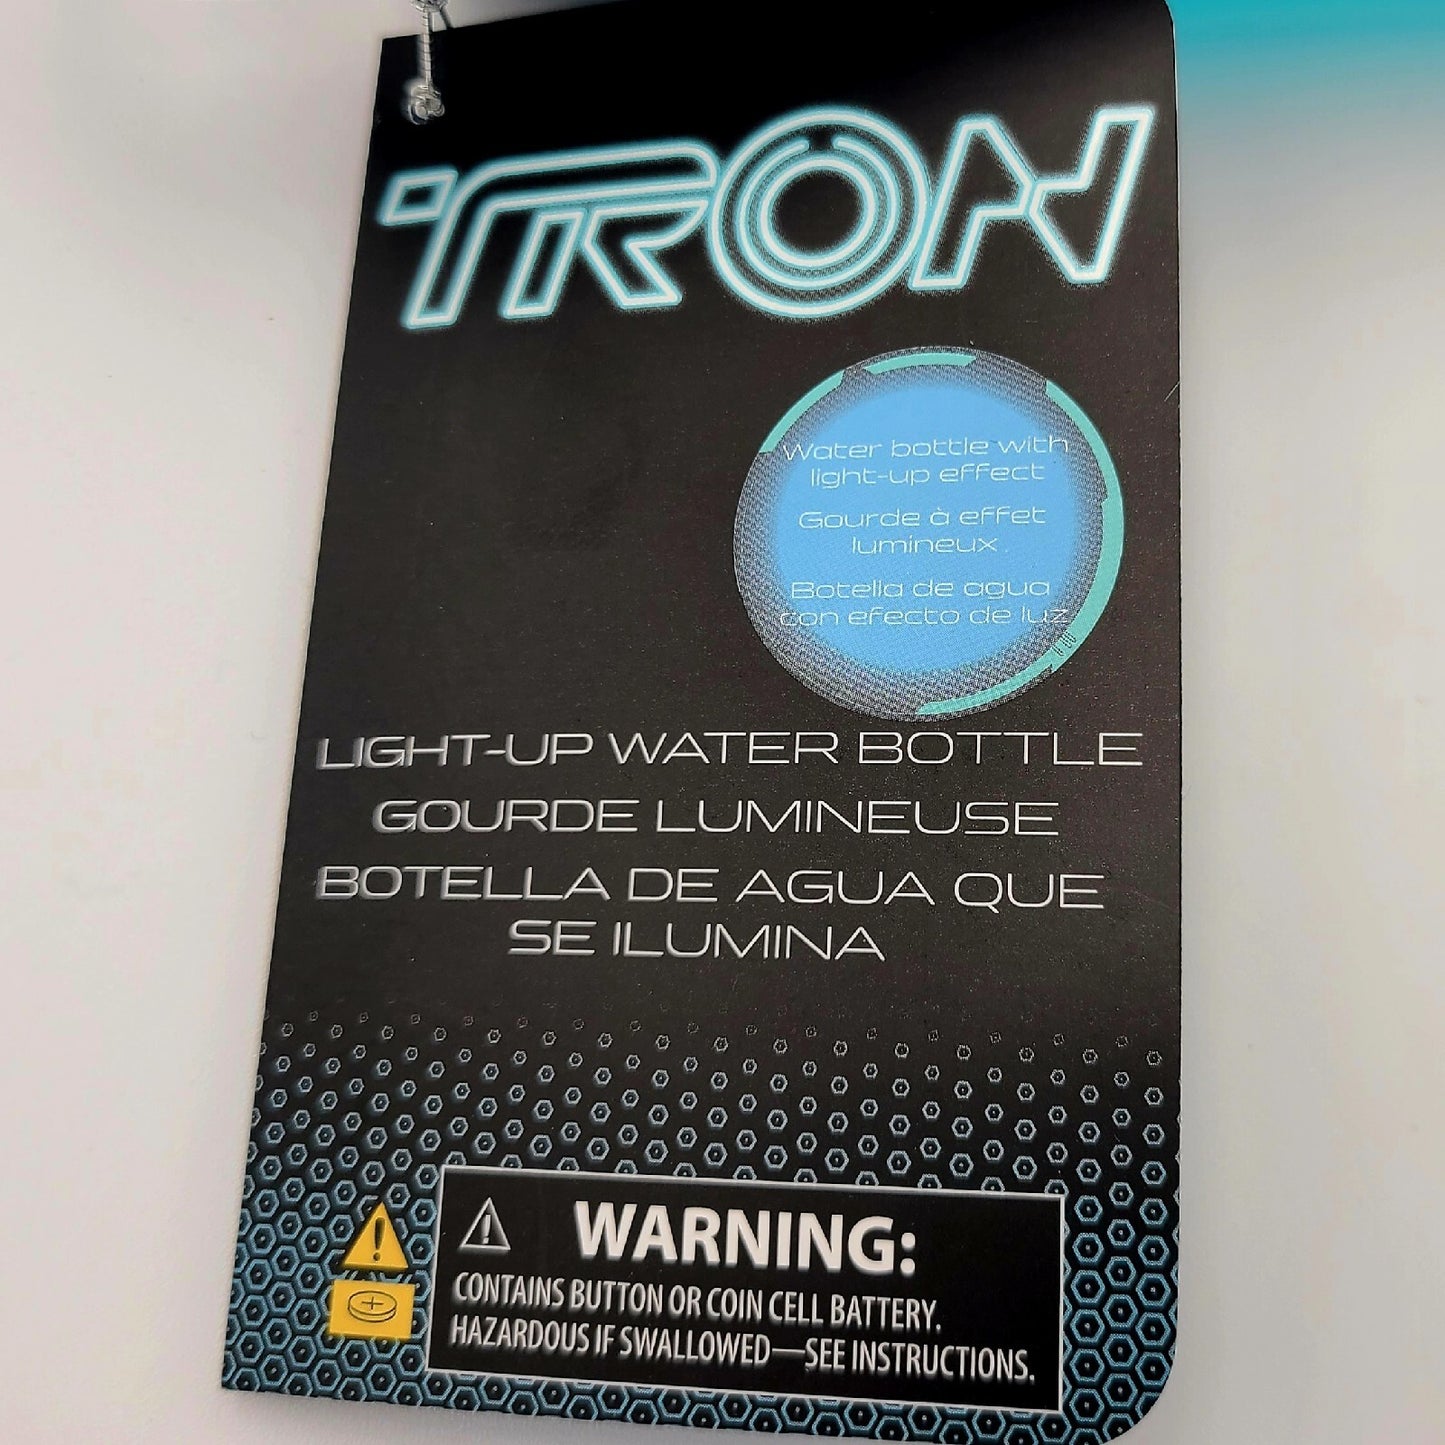 TRON
Water bottle with
light-up effect
Gourde à effet
lumineux.
Botella de agua
con efecto de luz
LIGHT-UP WATER BOTTLE
GOURDE LUMINEUSE
BOTELLA DE AGUA QUE
SE ILUMINA
WARNING:
CONTAINS BUTTON OR COIN CELL BATTERY.
HAZARDOUS IF SWALLOWED—SEE INSTRUCTIONS.